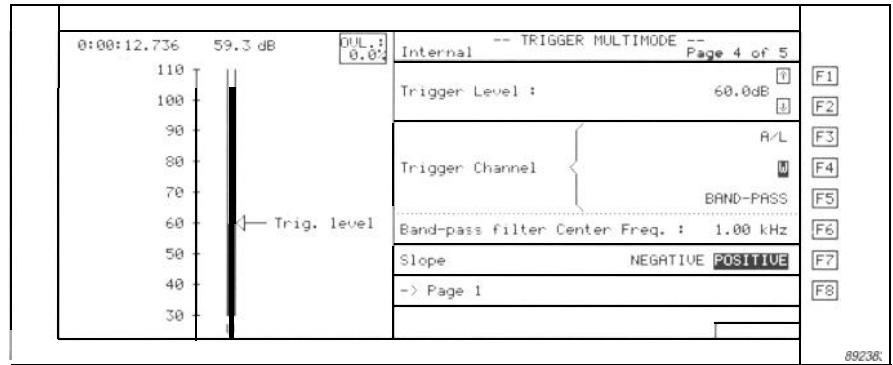 0:00:12.736 59.3 dB OVL.: 0.0%
110
100
90
80
70
60 Trig. level
50
40
30
-- TRIGGER MULTIMODE --
Internal Page 4 of 5
Trigger Level : 60.0dB
F1
F2
Trigger Channel
A/L F3
W F4
BAND-PASS F5
Band-pass filter Center Freq. : 1.00 kHz F6
Slope NEGATIVE POSITIVE F7
-> Page 1 F8